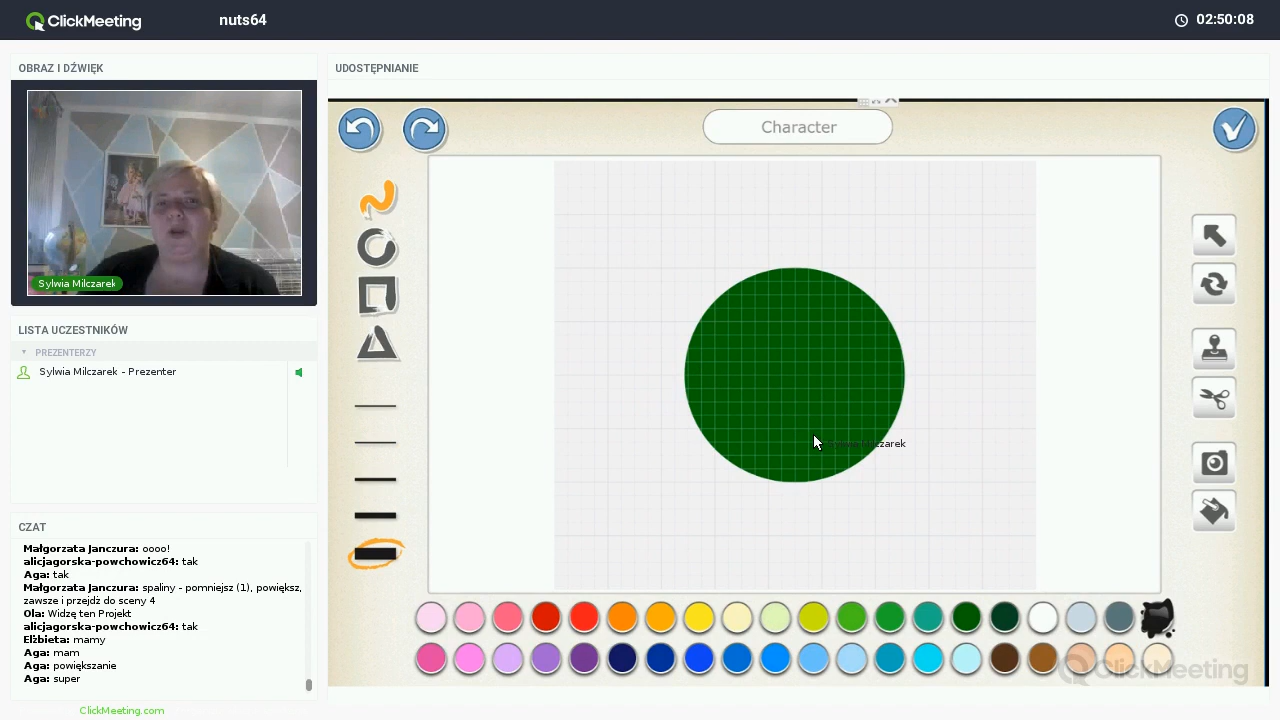 ClickMeeting
nuts64
02:50:08
OBRAZ I DŹWIĘK
Sylwia Milczarek
LISTA UCZESTNIKÓW
PREZENTERZY
Sylwia Milczarek - Prezenter
CZAT
Małgorzata Janczura: oooo!
alicjagorska-powchowicz64: tak
Aga: tak
Małgorzata Janczura: spaliny - pomniejsz (1), powiększ,
zawsze i przejdź do sceny 4
Ola: Widzę ten Projekt
alicjagorska-powchowicz64: tak
Elżbieta: mamy
Aga: mam
Aga: powiększanie
Aga: super
ClickMeeting.com
UDOSTĘPNIANIE
Character
Sylwia Milczarek
ClickMeeting